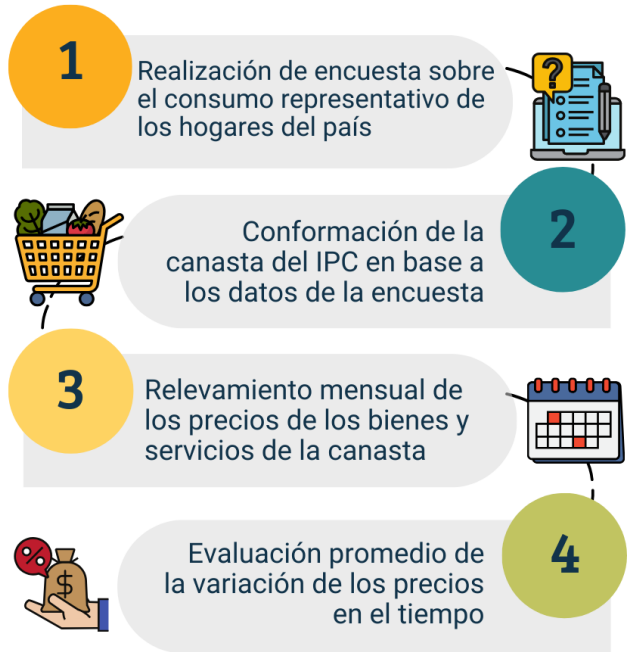 1
Realización de encuesta sobre
el consumo representativo de
los hogares del país
?
2
Conformación de la
canasta del IPC en base a
los datos de la encuesta
3
Relevamiento mensual de
los precios de los bienes y
servicios de la canasta
4
Evaluación promedio de
la variación de los precios
en el tiempo
%
$